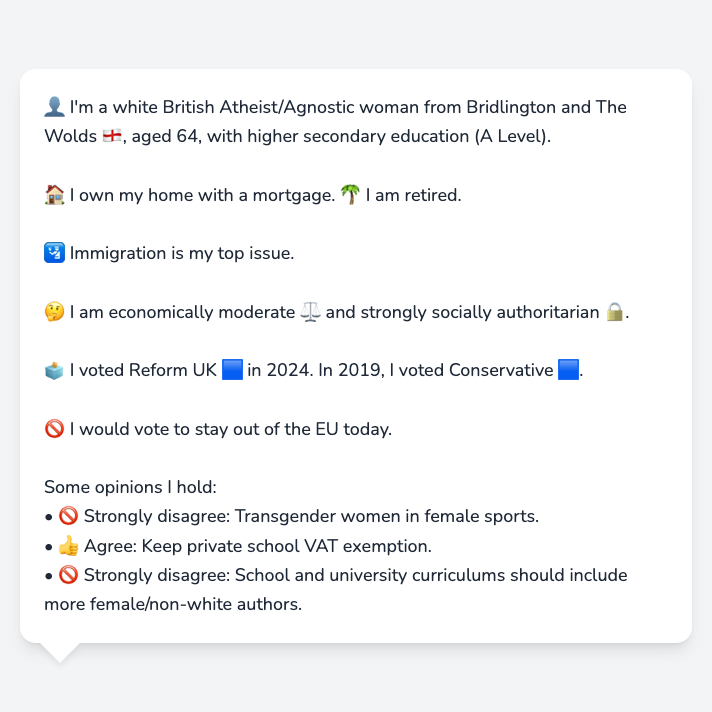 👤 I'm a white British Atheist/Agnostic woman from Bridlington and The
Wolds 🏴󠁧󠁢󠁥󠁮󠁧󠁿, aged 64, with higher secondary education (A Level).
🏠 I own my home with a mortgage. 🌴 I am retired.
🛂 Immigration is my top issue.
🤔 I am economically moderate ⚖️ and strongly socially authoritarian 🔒.
🗳️ I voted Reform UK 🟦 in 2024. In 2019, I voted Conservative 🟦.
🚫 I would vote to stay out of the EU today.
Some opinions I hold:
• 🚫 Strongly disagree: Transgender women in female sports.
• 👍 Agree: Keep private school VAT exemption.
• 🚫 Strongly disagree: School and university curriculums should include
more female/non-white authors.